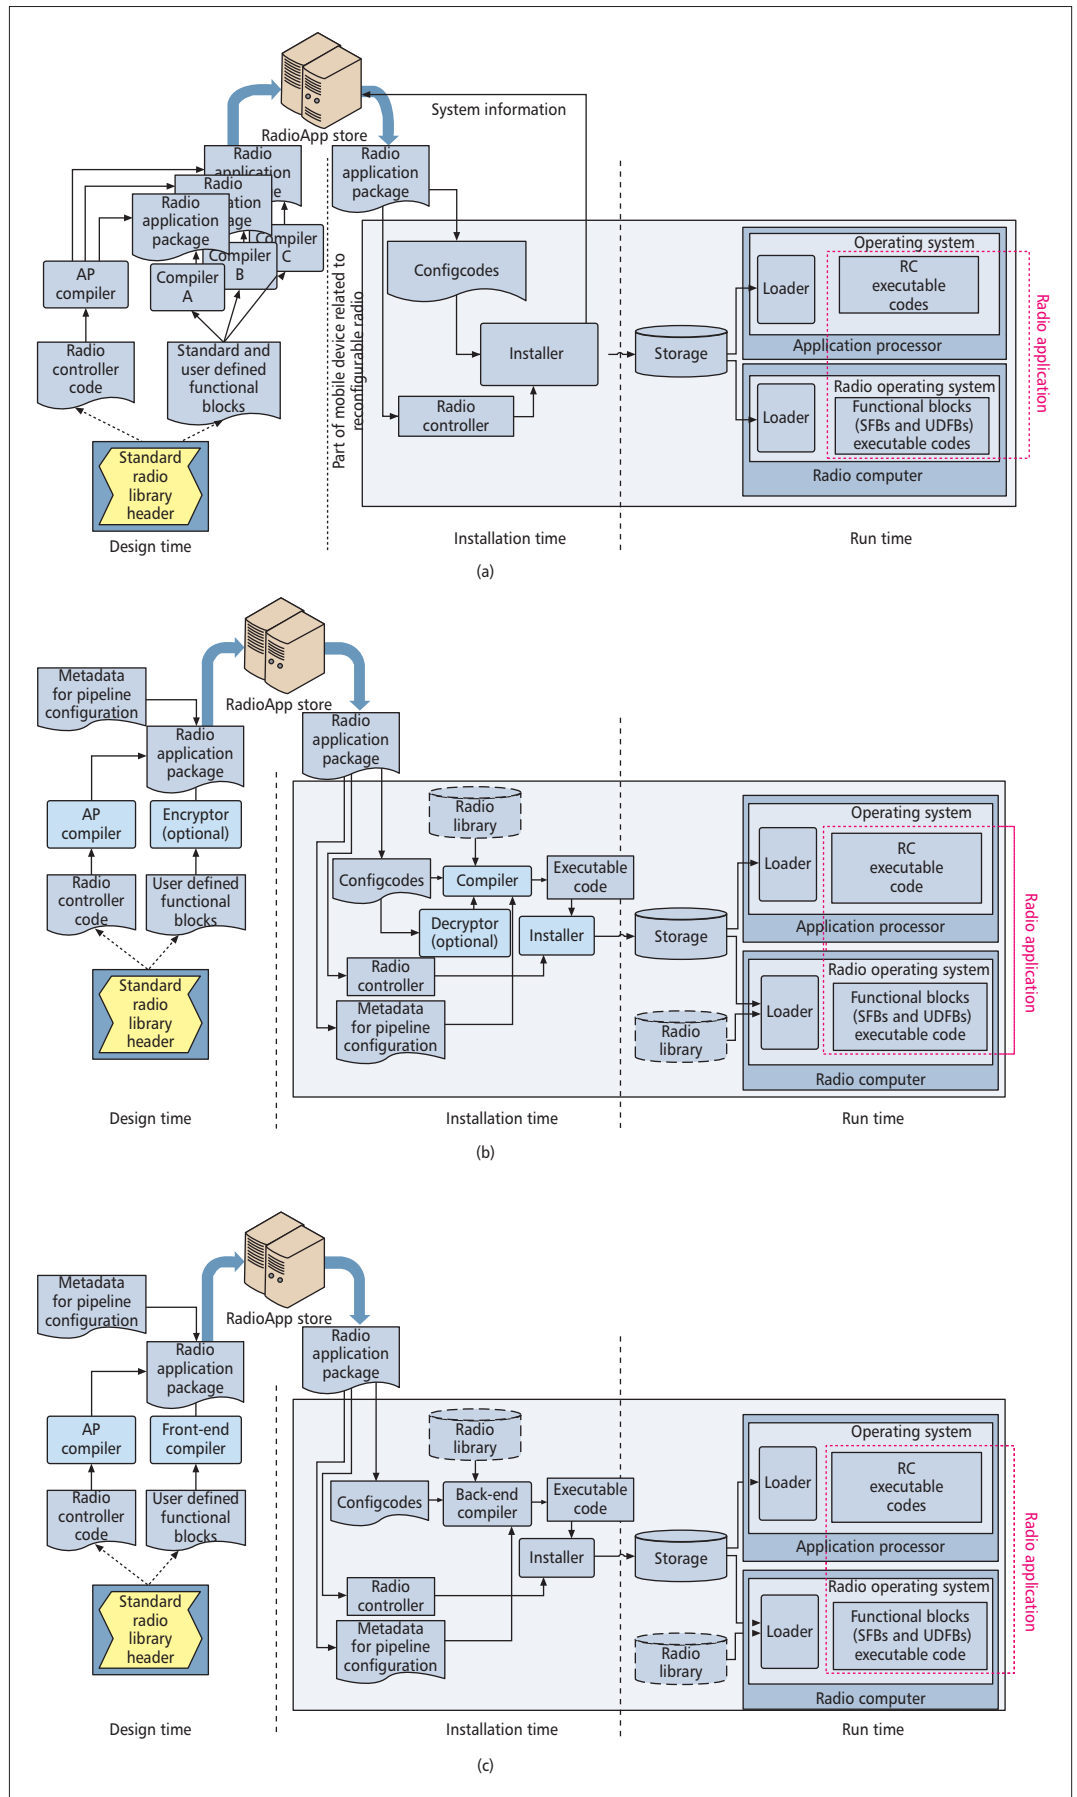 System information
RadioApp store
Radio
application
e
Radio
ation
age
Radio
application
package
Radio
application
package
Compiler
C
Compiler
B
Compiler
A
AP
compiler
Radio
controller
code
Standard and
user defined
functional
blocks
Standard
radio
library
header
Part of mobile device related to
reconfigurable radio
Configcodes
Installer
Radio
controller
Storage
Operating system
Loader
RC
executable
codes
Application processor
Radio operating system
Loader
Functional blocks
(SFBs and UDFBs)
executable codes
Radio computer
Radio application
Design time
Installation time
Run time
(a)
RadioApp store
Metadata
for pipeline
configuration
Radio
application
package
AP
compiler
Encryptor
(optional)
Radio
controller
code
User defined
functional
blocks
Standard
radio
library
header
Radio
application
package
Radio
library
Configcodes
Compiler
Executable
code
Decryptor
(optional)
Installer
Radio
controller
Metadata
for pipeline
configuration
Storage
Radio
library
Operating system
Loader
RC
executable
code
Application processor
Radio operating system
Loader
Functional blocks
(SFBs and UDFBs)
executable code
Radio computer
Radio application
Design time
Installation time
Run time
(b)
RadioApp store
Metadata
for pipeline
configuration
Radio
application
package
AP
compiler
Front-end
compiler
Radio
controller
code
User defined
functional
blocks
Standard
radio
library
header
Radio
application
package
Radio
library
Configcodes
Back-end
compiler
Executable
code
Installer
Radio
controller
Metadata
for pipeline
configuration
Storage
Radio
library
Operating system
Loader
RC
executable
codes
Application processor
Radio operating system
Loader
Functional blocks
(SFBs and UDFBs)
executable code
Radio computer
Radio application
Design time
Installation time
Run time
(c)